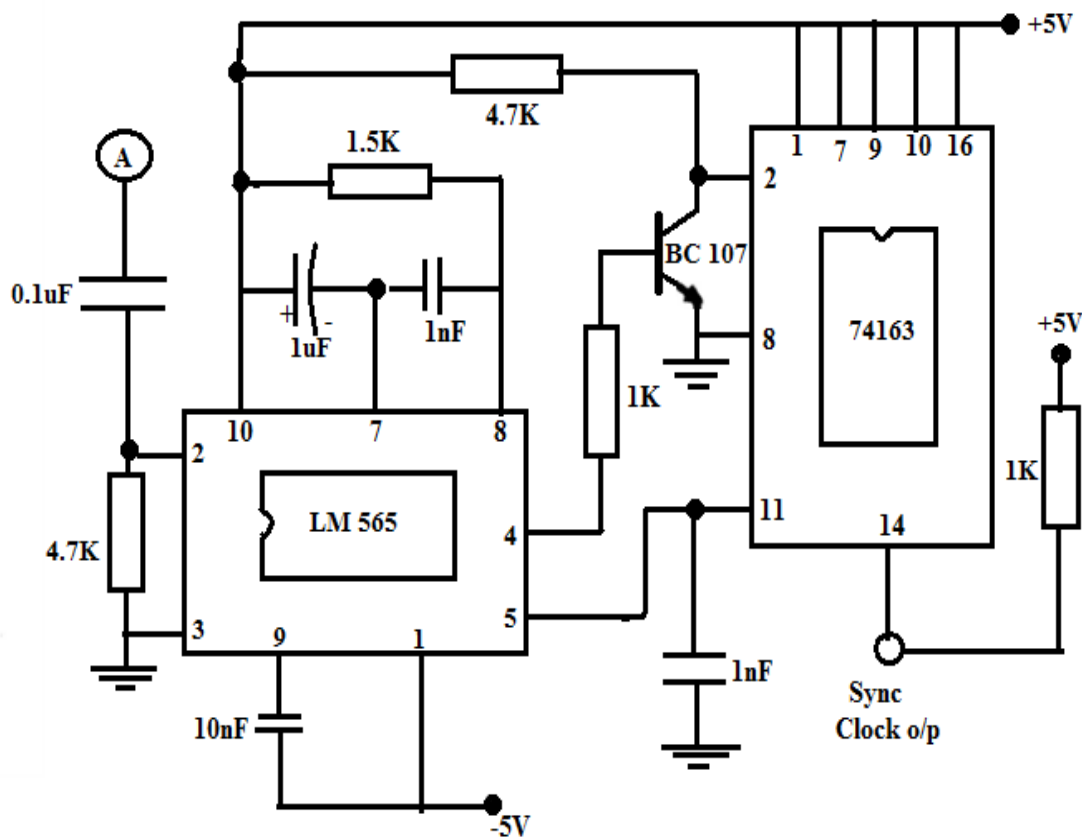 +5V
4.7K
1 7 9 10 16
1.5K
A
2
BC 107
0.1uF
+ -
1uF
1nF
8
74163
+5V
1K
10 7 8
2
1K
LM 565
4
11
14
4.7K
5
3
9
1
1nF
10nF
Sync
Clock o/p
-5V